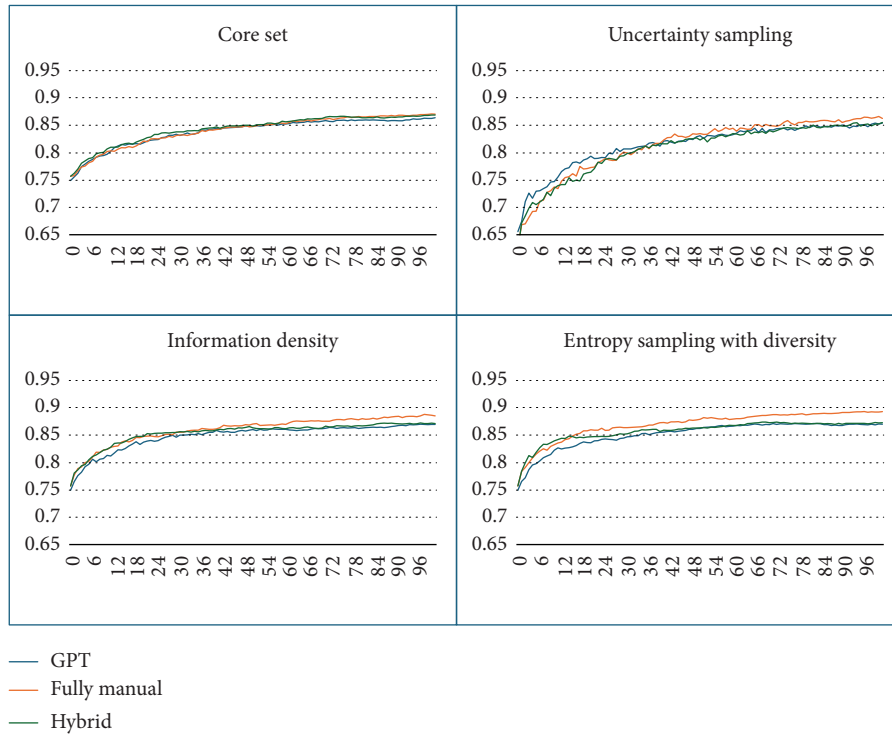 Core set
0.95
0.9
0.85
0.8
0.75
0.7
0.65
0 6 12 18 24 30 36 42 48 54 60 66 72 78 84 90 96
Uncertainty sampling
0.95
0.9
0.85
0.8
0.75
0.7
0.65
0 6 12 18 24 30 36 42 48 54 60 66 72 78 84 90 96
Information density
0.95
0.9
0.85
0.8
0.75
0.7
0.65
0 6 12 18 24 30 36 42 48 54 60 66 72 78 84 90 96
Entropy sampling with diversity
0.95
0.9
0.85
0.8
0.75
0.7
0.65
0 6 12 18 24 30 36 42 48 54 60 66 72 78 84 90 96
GPT
Fully manual
Hybrid